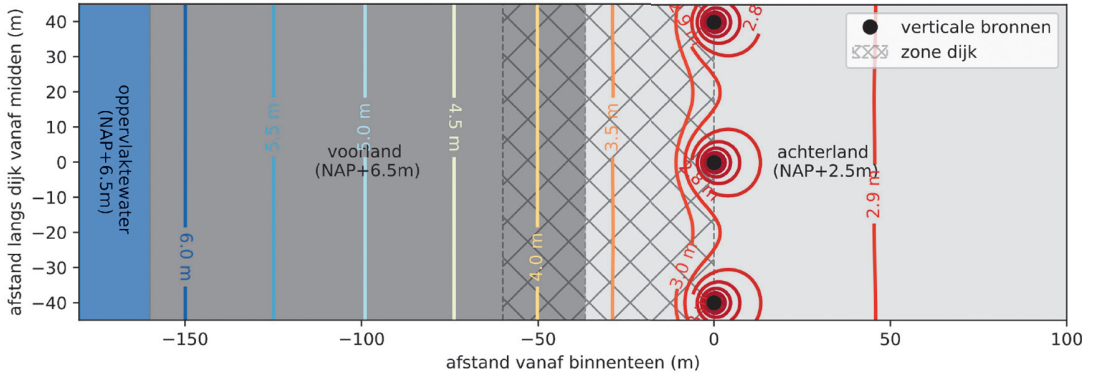 afstand langs dijk vanaf midden (m)
40
30
20
10
0
−10
−20
−30
−40
oppervlaktewater
(NAP+6.5m)
6.0 m
5.5 m
5.0 m
voorland
(NAP+6.5m)
4.5 m
4.0 m
3.5 m
3.0 m
2.8
2.9 m
achterland
(NAP+2.5m)
verticale bronnen
zone dijk
−150
−100
−50
0
50
100
afstand vanaf binnenteen (m)